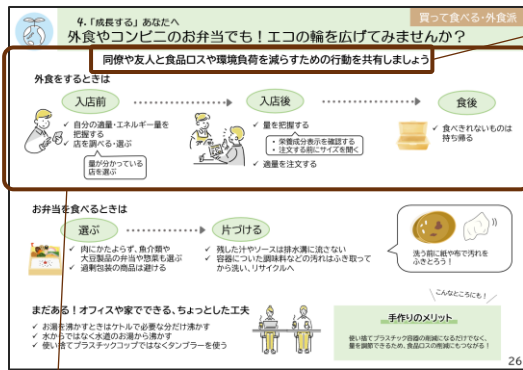 4.「成長する」あなたへ
買って食べる・外食派
外食やコンビニのお弁当でも！エコの輪を広げてみませんか？
同僚や友人と食品ロスや環境負荷を減らすための行動を共有しましょう
外食をするときは
入店前
入店後
食後
✓ 自分の適量・エネルギー量を
把握する
✓ 店を調べる・選ぶ
量が分かっている
店を選ぶ
✓ 量を把握する
・栄養成分表示を確認する
・注文する前にサイズを聞く
✓ 適量を注文する
✓ 食べきれないものは
持ち帰る
お弁当を食べるときは
選ぶ
片づける
✓ 肉にかたよらず、魚介類や
大豆製品の弁当や惣菜も選ぶ
✓ 過剰包装の商品は避ける
✓ 残した汁やソースは排水溝に流さない
✓ 容器についた調味料などの汚れはふき取って
から洗い、リサイクルへ
洗う前に紙や布で汚れを
ふきとろう！
まだある！オフィスや家でできる、ちょっとした工夫
✓ お湯を沸かすときはケトルで必要な分だけ沸かす
✓ 水からではなく水道のお湯から沸かす
✓ 使い捨てプラスチックコップではなくタンブラーを使う
こんなところにも！
手作りのメリット
使い捨てプラスチック容器の削減になるだけでなく、
量を調節できるため、食品ロスの削減にもつながる！
26